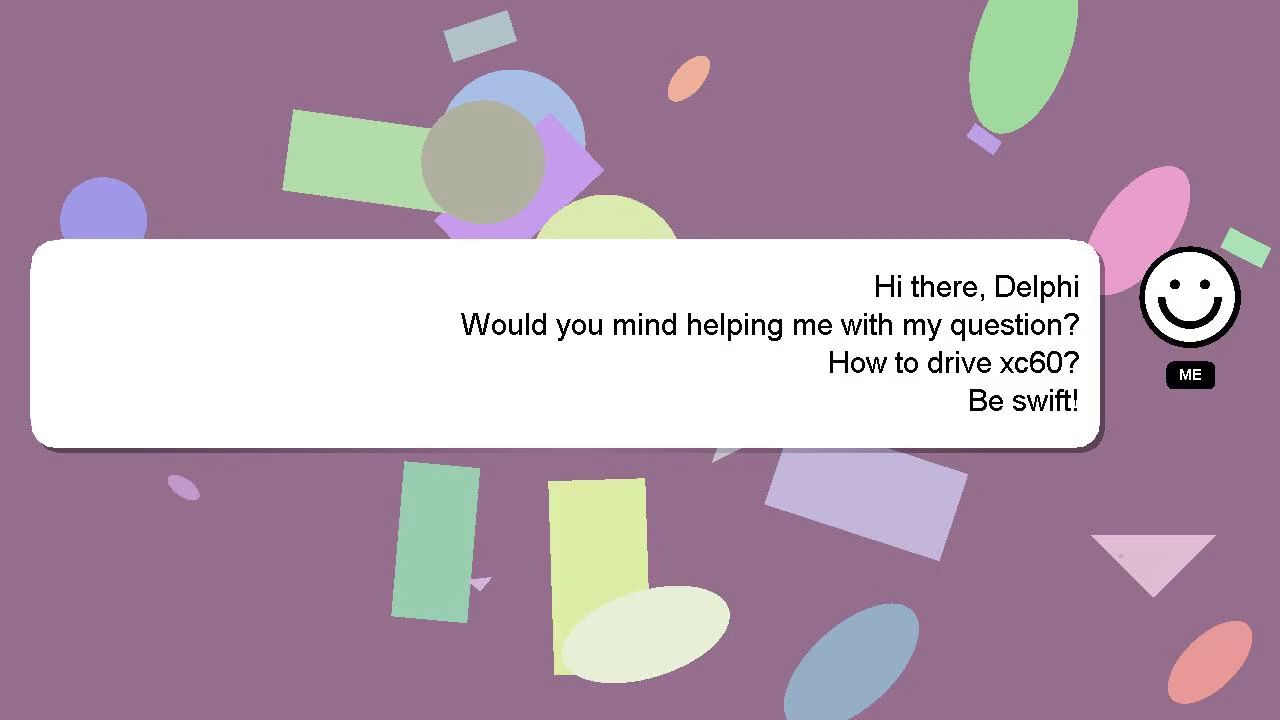 Hi there, Delphi
Would you mind helping me with my question?
How to drive xc60?
Be swift!
ME